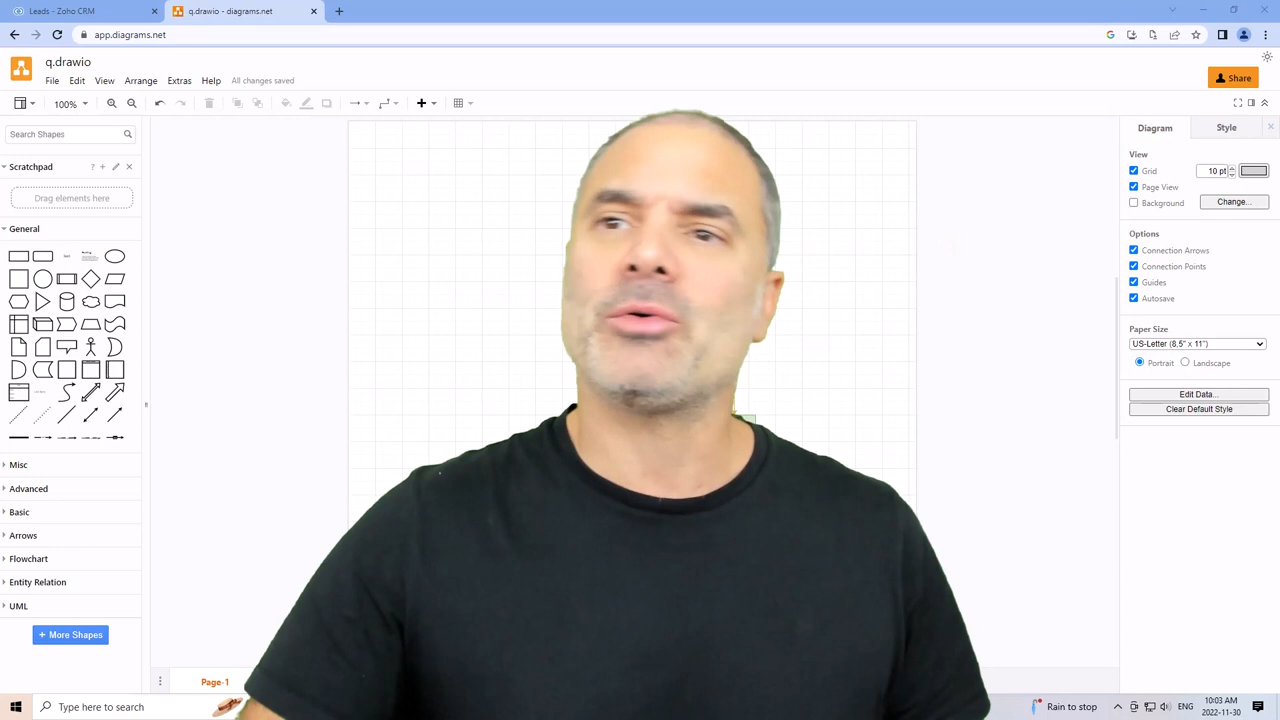 Leads - Zoho CRM
q.drawio - diagrams.net
app.diagrams.net
q.drawio
File Edit View Arrange Extras Help All changes saved
Share
100%
Search Shapes
Scratchpad
Drag elements here
General
Text
Misc
Advanced
Basic
Arrows
Flowchart
Entity Relation
UML
+ More Shapes
Page-1
Diagram Style
View
Grid 10 pt
Page View
Background Change...
Options
Connection Arrows
Connection Points
Guides
Autosave
Paper Size
US-Letter (8,5" x 11")
Portrait Landscape
Edit Data...
Clear Default Style
Type here to search
Rain to stop
ENG
10:03 AM
2022-11-30